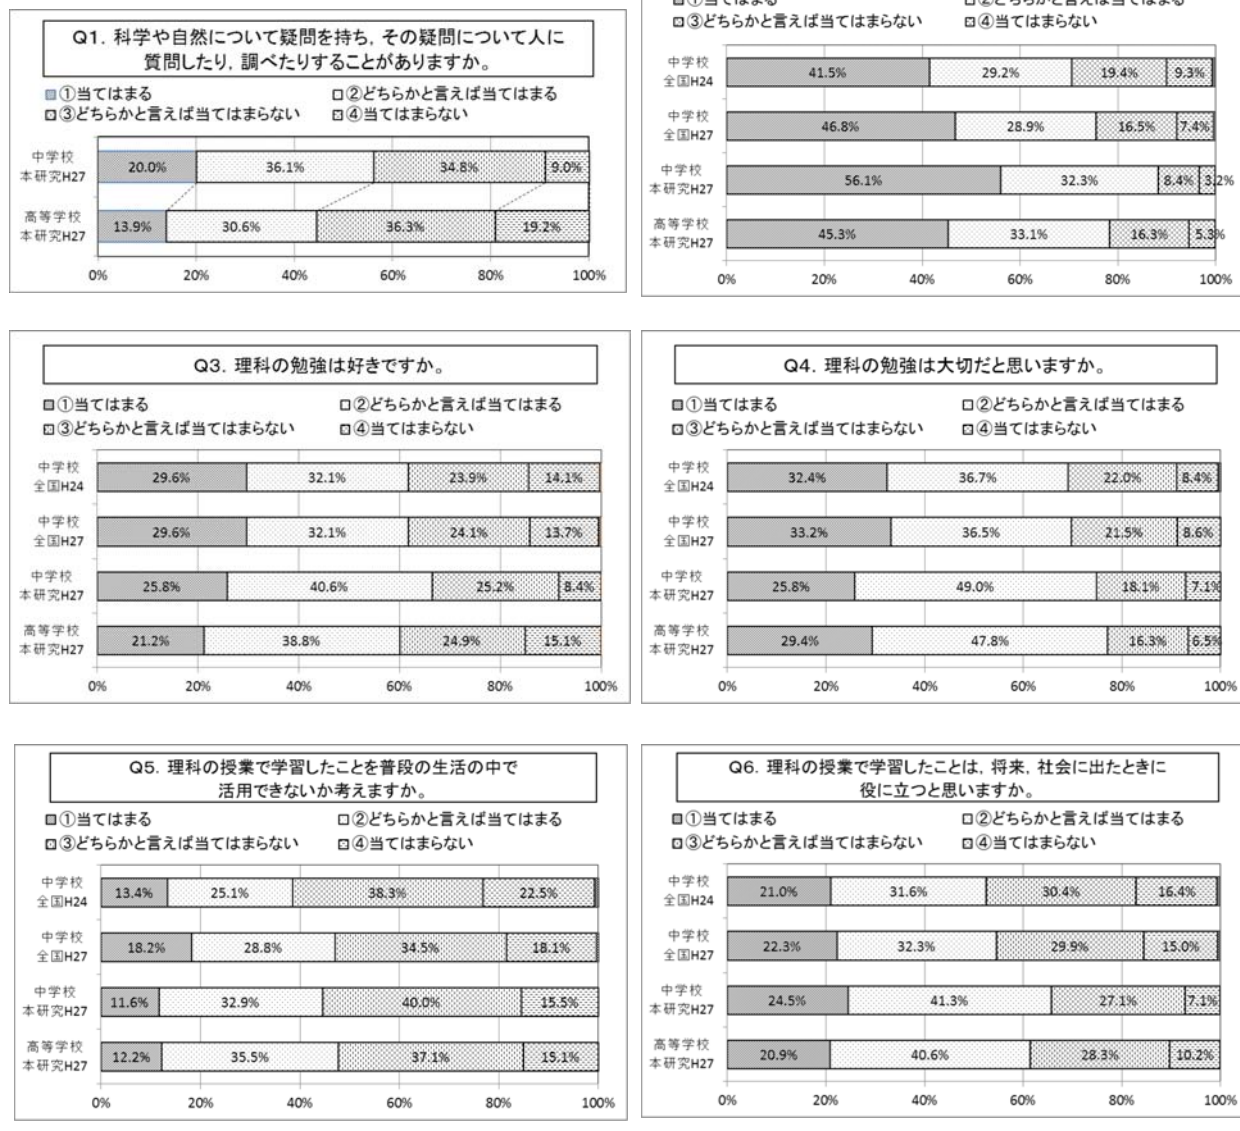 Q1. 科学や自然について疑問を持ち, その疑問について人に
質問したり, 調べたりすることがありますか。
①当てはまる ②どちらかと言えば当てはまる
③どちらかと言えば当てはまらない ④当てはまらない
中学校
本研究H27
20.0% 36.1% 34.8% 9.0%
高等学校
本研究H27
13.9% 30.6% 36.3% 19.2%
0% 20% 40% 60% 80% 100%
①当てはまる ②どちらかと言えば当てはまる
③どちらかと言えば当てはまらない ④当てはまらない
中学校
全国H24
41.5% 29.2% 19.4% 9.3%
中学校
全国H27
46.8% 28.9% 16.5% 7.4%
中学校
本研究H27
56.1% 32.3% 8.4% 3.2%
高等学校
本研究H27
45.3% 33.1% 16.3% 5.3%
0% 20% 40% 60% 80% 100%
Q3. 理科の勉強は好きですか。
①当てはまる ②どちらかと言えば当てはまる
③どちらかと言えば当てはまらない ④当てはまらない
中学校
全国H24
29.6% 32.1% 23.9% 14.1%
中学校
全国H27
29.6% 32.1% 24.1% 13.7%
中学校
本研究H27
25.8% 40.6% 25.2% 8.4%
高等学校
本研究H27
21.2% 38.8% 24.9% 15.1%
0% 20% 40% 60% 80% 100%
Q4. 理科の勉強は大切だと思いますか。
①当てはまる ②どちらかと言えば当てはまる
③どちらかと言えば当てはまらない ④当てはまらない
中学校
全国H24
32.4% 36.7% 22.0% 8.4%
中学校
全国H27
33.2% 36.5% 21.5% 8.6%
中学校
本研究H27
25.8% 49.0% 18.1% 7.1%
高等学校
本研究H27
29.4% 47.8% 16.3% 6.5%
0% 20% 40% 60% 80% 100%
Q5. 理科の授業で学習したことを普段の生活の中で
活用できないか考えますか。
①当てはまる ②どちらかと言えば当てはまる
③どちらかと言えば当てはまらない ④当てはまらない
中学校
全国H24
13.4% 25.1% 38.3% 22.5%
中学校
全国H27
18.2% 28.8% 34.5% 18.1%
中学校
本研究H27
11.6% 32.9% 40.0% 15.5%
高等学校
本研究H27
12.2% 35.5% 37.1% 15.1%
0% 20% 40% 60% 80% 100%
Q6. 理科の授業で学習したことは, 将来, 社会に出たときに
役に立つと思いますか。
①当てはまる ②どちらかと言えば当てはまる
③どちらかと言えば当てはまらない ④当てはまらない
中学校
全国H24
21.0% 31.6% 30.4% 16.4%
中学校
全国H27
22.3% 32.3% 29.9% 15.0%
中学校
本研究H27
24.5% 41.3% 27.1% 7.1%
高等学校
本研究H27
20.9% 40.6% 28.3% 10.2%
0% 20% 40% 60% 80% 100%